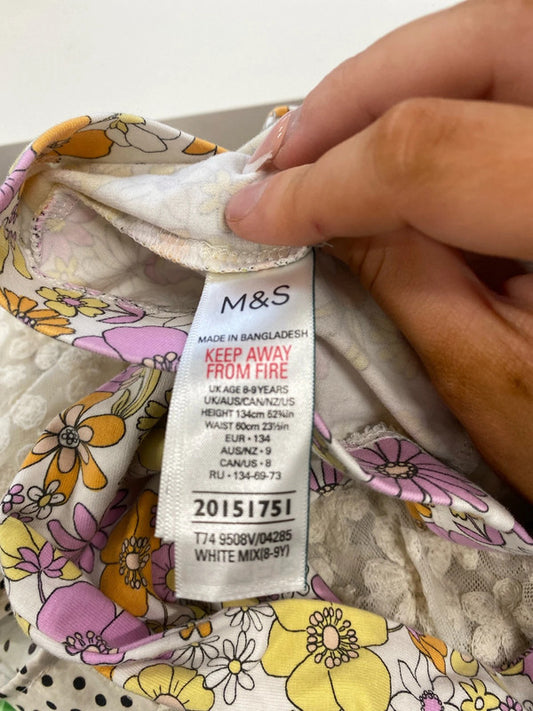 M&S
MADE IN BANGLADESH
KEEP AWAY
FROM FIRE
UK AGE 8-9 YEARS
UK/AUS/CAN/NZ/US
HEIGHT 134cm 52¾in
WAIST 60cm 23½in
EUR • 134
AUS/NZ • 9
CAN/US • 8
RU • 134-69-73
20151751
T74 9508V/04285
WHITE MIX(8-9Y)